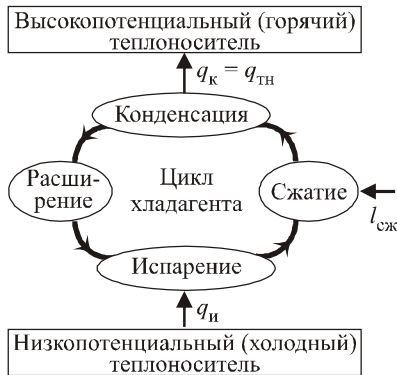 Высокопотенциальный (горячий)
теплоноситель
qк = qтн
Конденсация
Расши-
рение
Цикл
хладагента
Сжатие
lсж
Испарение
qи
Низкопотенциальный (холодный)
теплоноситель